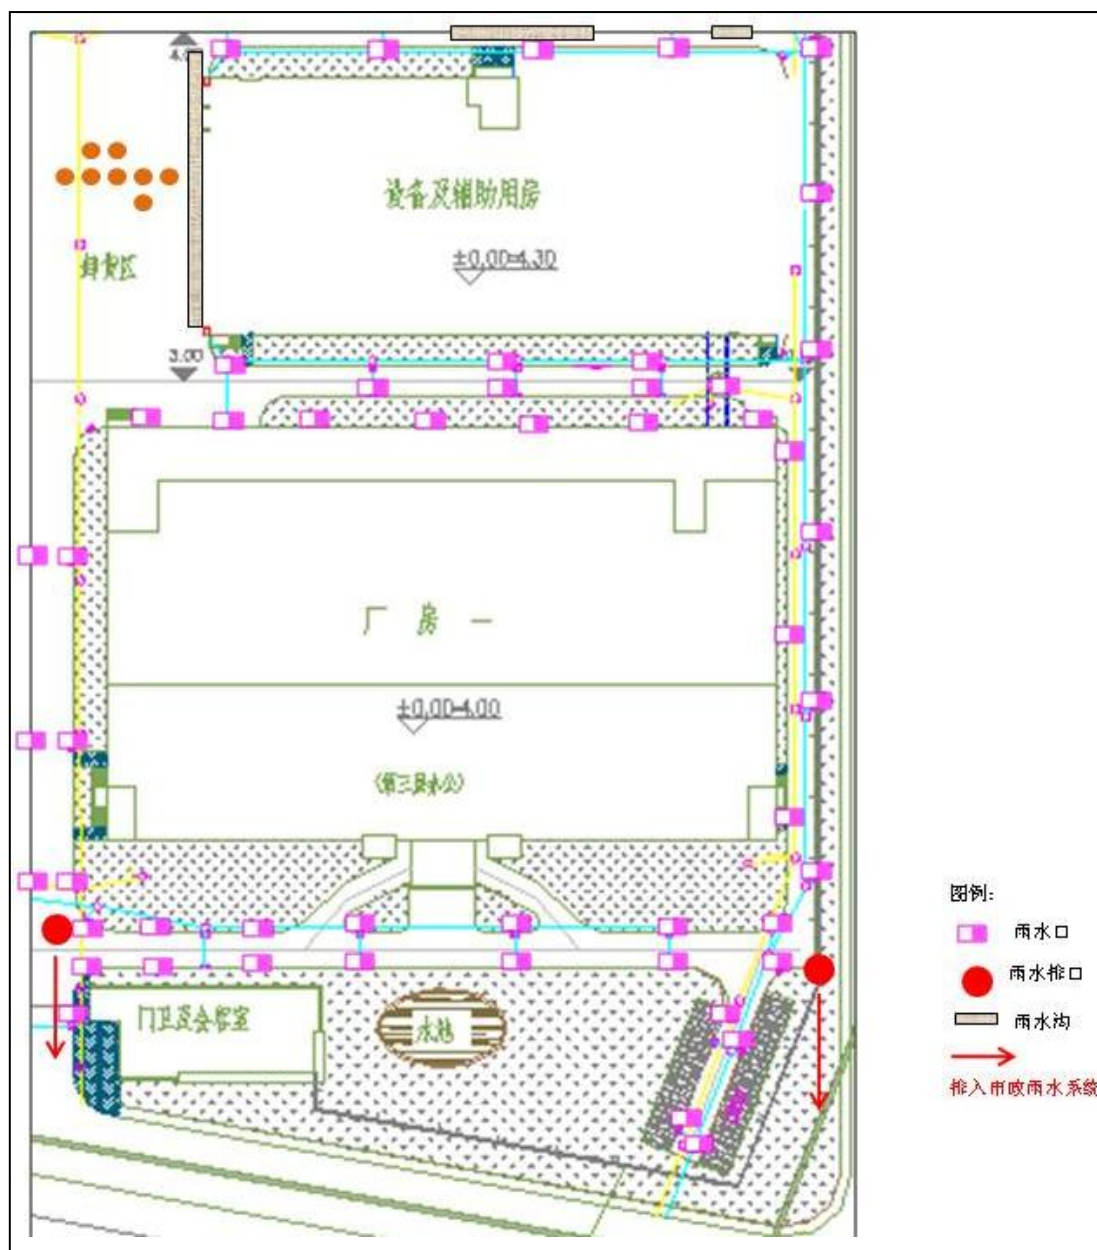 4.0
设备及辅助用房
±0.00=4.30
卸货区
3.00
厂 房 一
±0.00=4.00
(第三层办公)
图例:
雨水口
雨水排口
雨水沟
排入市政雨水系统
门卫及会客室
水池